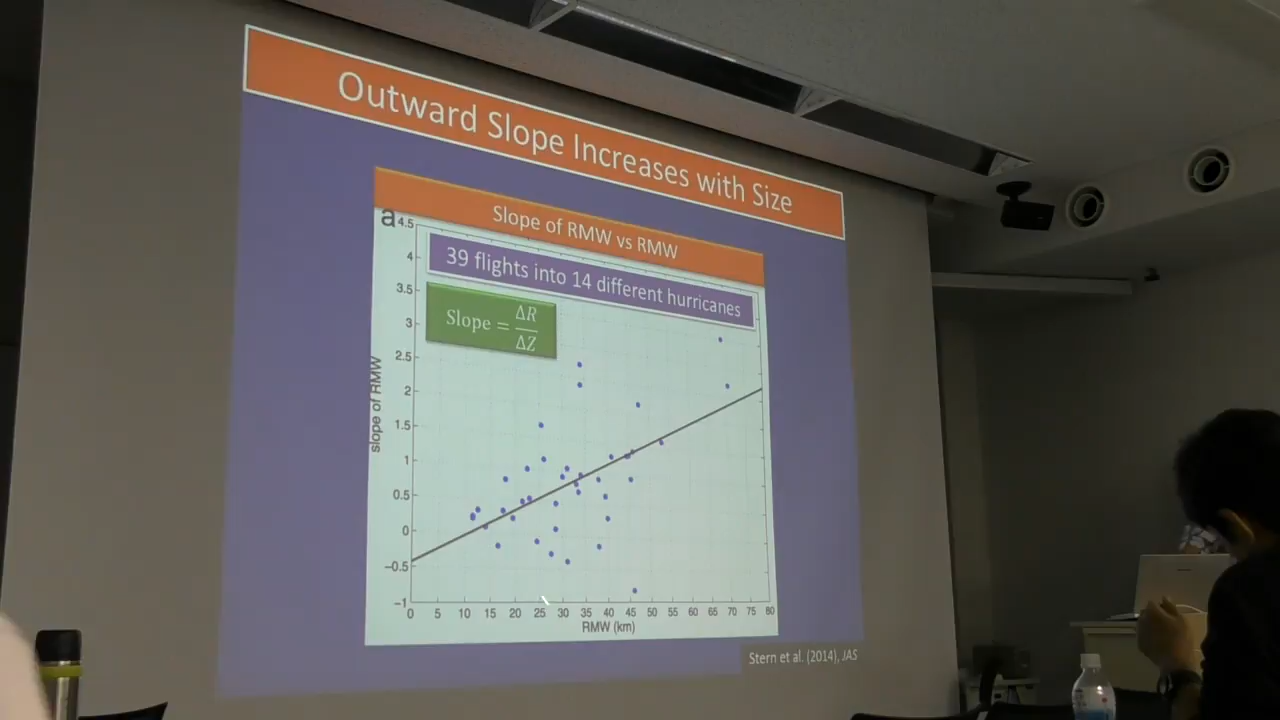 Outward Slope Increases with Size
Slope of RMW vs RMW
a
39 flights into 14 different hurricanes
Slope = ΔR/ΔZ
4.5
4
3.5
3
2.5
2
1.5
1
0.5
0
−0.5
−1
slope of RMW
0 5 10 15 20 25 30 35 40 45 50 55 60 65 70 75 80
RMW (km)
Stern et al. (2014), JAS